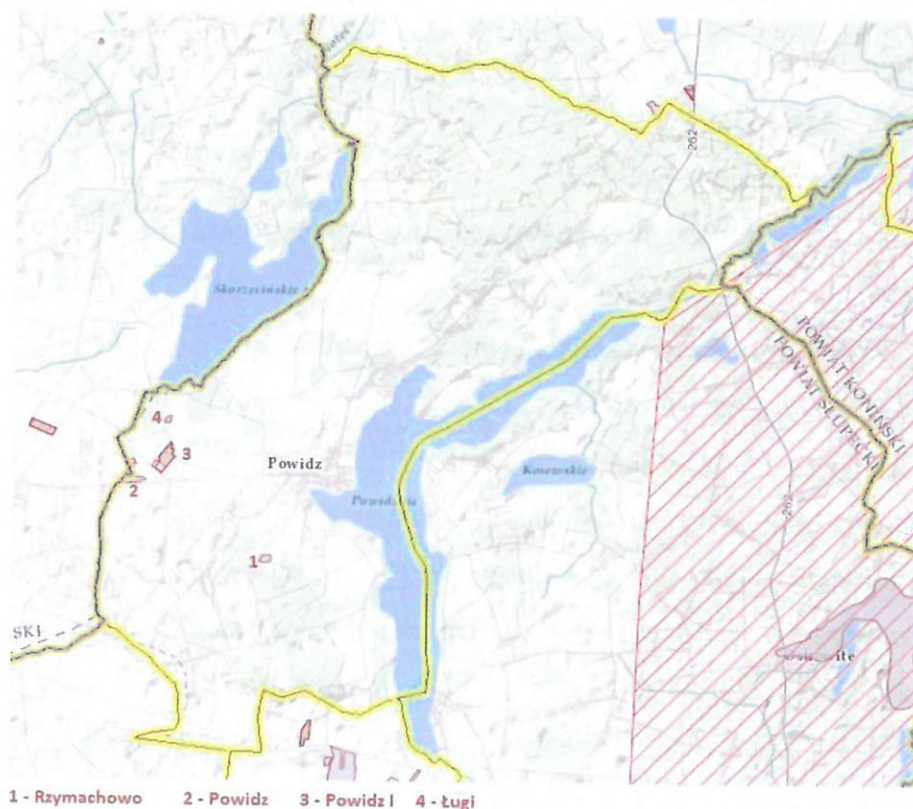 262
Skorzęcińskie
POWIAT KONIŃSKI
POWIAT SŁUPECKI
4
3
Powidz
2
Powidzkie
Kosewskie
262
1
SKI
1 - Rzymachowo 2 - Powidz 3 - Powidz I 4 - Ługi